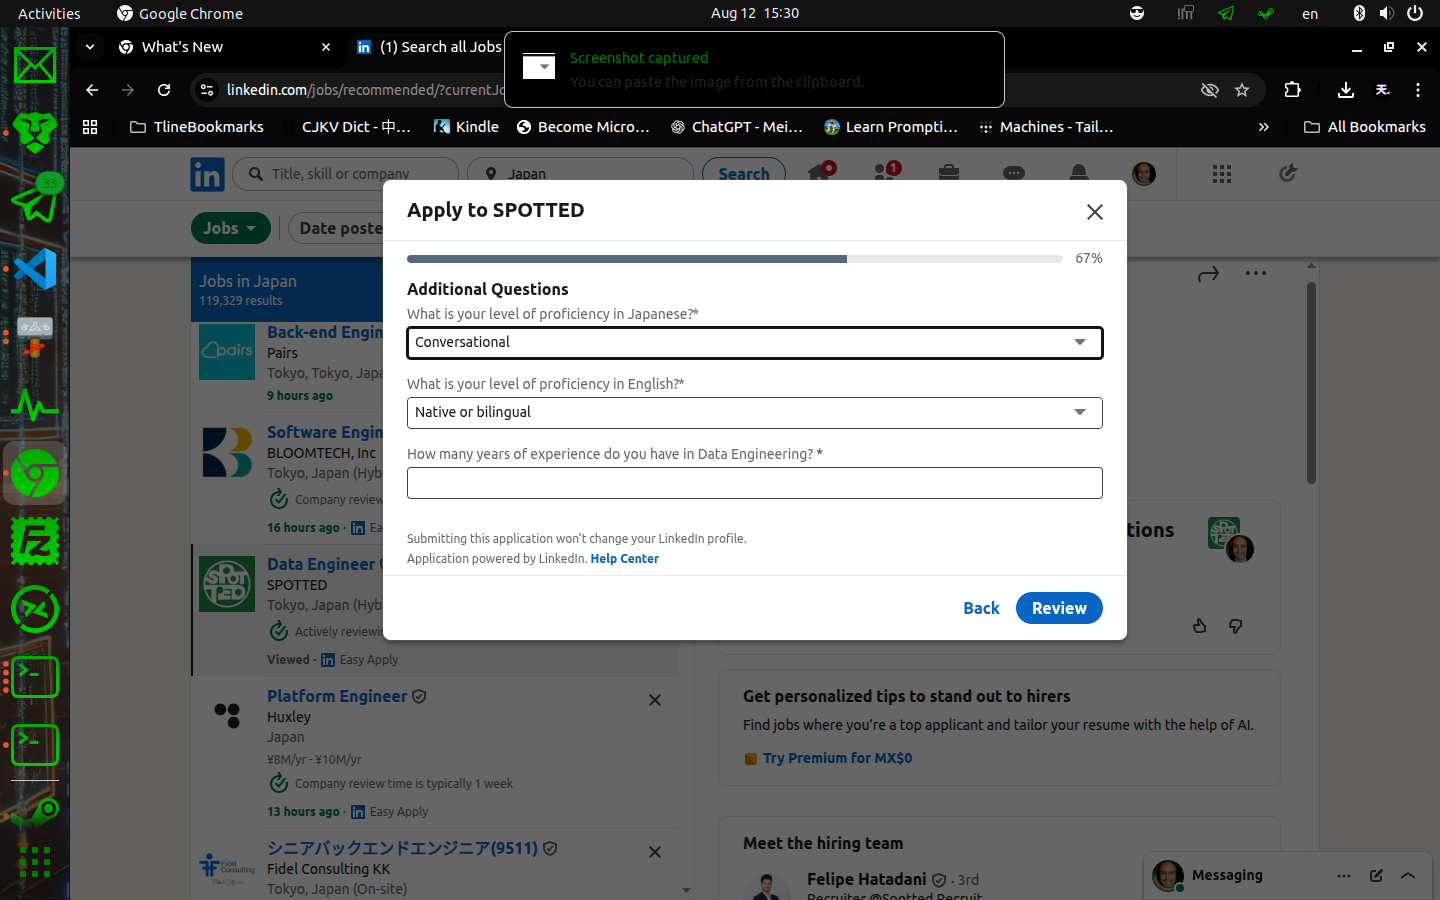 Activities
Google Chrome
Aug 12 15:30
en
What's New
(1) Search all Jobs
Screenshot captured
You can paste the image from the clipboard.
linkedin.com/jobs/recommended/?currentJo
TlineBookmarks
CJKV Dict - 中...
Kindle
Become Micro...
ChatGPT - Mei...
Learn Prompti...
Machines - Tail...
»
All Bookmarks
33
Title, skill or company
Japan
Search
1
Jobs
Date poste
Jobs in Japan
119,329 results
Back-end Engin
Pairs
Tokyo, Tokyo, Japa
9 hours ago
Software Engin
BLOOMTECH, Inc
Tokyo, Japan (Hyb
Company review
16 hours ago · Ea
Data Engineer
SPOTTED
Tokyo, Japan (Hyb
Actively reviewin
Viewed · Easy Apply
Platform Engineer
Huxley
Japan
¥8M/yr - ¥10M/yr
Company review time is typically 1 week
13 hours ago · Easy Apply
シニアバックエンドエンジニア(9511)
Fidel Consulting KK
Tokyo, Japan (On-site)
Apply to SPOTTED
67%
Additional Questions
What is your level of proficiency in Japanese?*
Conversational
What is your level of proficiency in English?*
Native or bilingual
How many years of experience do you have in Data Engineering? *
Submitting this application won't change your LinkedIn profile.
Application powered by LinkedIn. Help Center
Back
Review
tions
Get personalized tips to stand out to hirers
Find jobs where you're a top applicant and tailor your resume with the help of AI.
Try Premium for MX$0
Meet the hiring team
Felipe Hatadani · 3rd
Recruiter @Spotted Recruit
Messaging